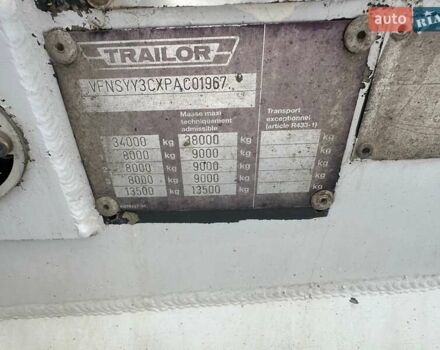 TRAILOR
VFNSYY3CXPAC01967
Masse maxi
techniquement
admissible
Transport
exceptionnel
(article R433-1)
34000 kg 38000 kg kg
8000 kg 9000 kg kg
8000 kg 9000 kg kg
8000 kg 9000 kg kg
13500 kg 13500 kg kg
auto
RIA